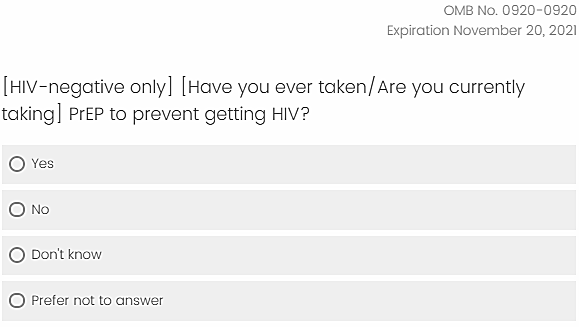 OMB No. 0920-0920
Expiration November 20, 2021
[HIV-negative only] [Have you ever taken/Are you currently
taking] PrEP to prevent getting HIV?
Yes
No
Don't know
Prefer not to answer